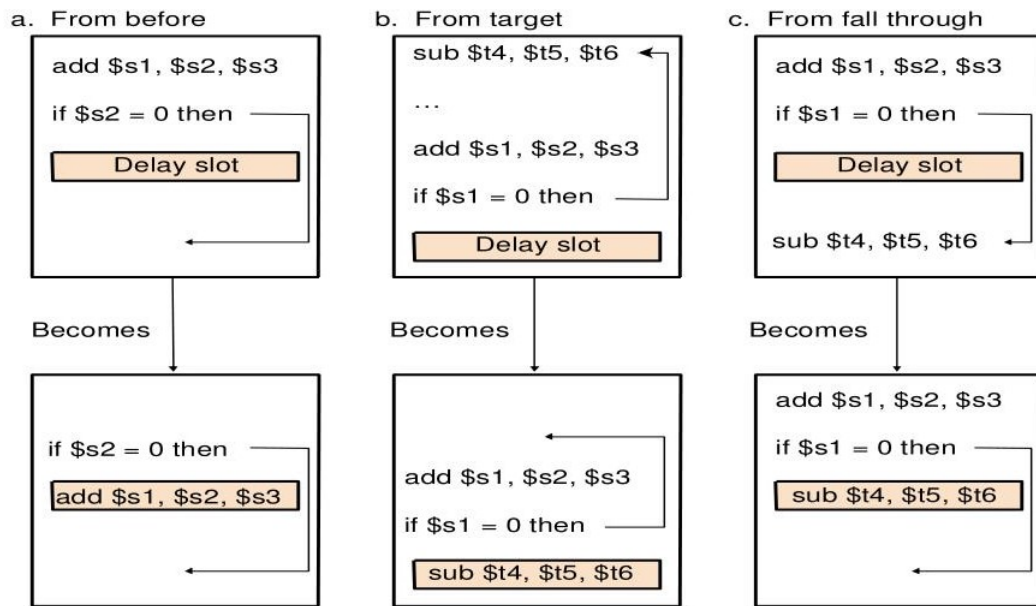 a. From before
add $s1, $s2, $s3
if $s2 = 0 then
Delay slot
Becomes
if $s2 = 0 then
add $s1, $s2, $s3
b. From target
sub $t4, $t5, $t6
...
add $s1, $s2, $s3
if $s1 = 0 then
Delay slot
Becomes
add $s1, $s2, $s3
if $s1 = 0 then
sub $t4, $t5, $t6
c. From fall through
add $s1, $s2, $s3
if $s1 = 0 then
Delay slot
sub $t4, $t5, $t6
Becomes
add $s1, $s2, $s3
if $s1 = 0 then
sub $t4, $t5, $t6